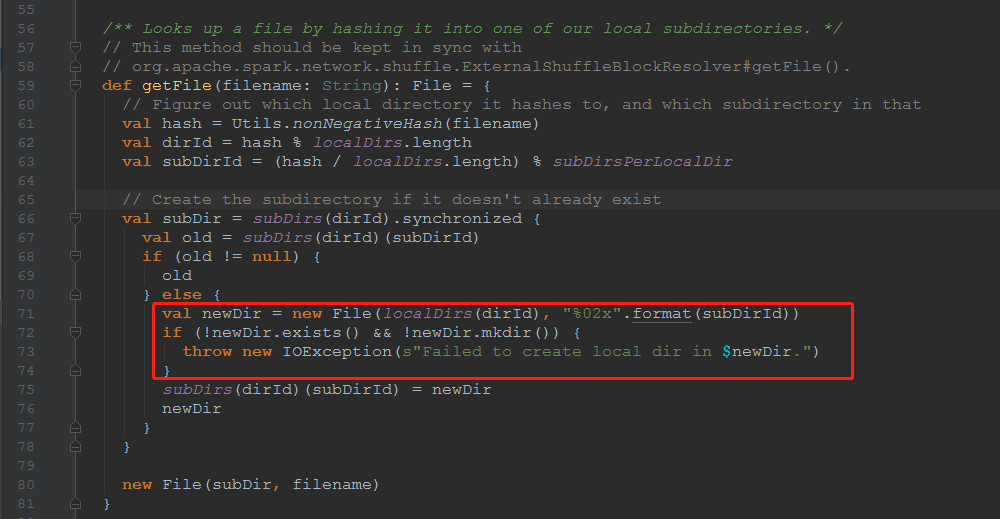 55
56 /** Looks up a file by hashing it into one of our local subdirectories. */
57 // This method should be kept in sync with
58 // org.apache.spark.network.shuffle.ExternalShuffleBlockResolver#getFile().
59 def getFile(filename: String): File = {
60 // Figure out which local directory it hashes to, and which subdirectory in that
61 val hash = Utils.nonNegativeHash(filename)
62 val dirId = hash % localDirs.length
63 val subDirId = (hash / localDirs.length) % subDirsPerLocalDir
64
65 // Create the subdirectory if it doesn't already exist
66 val subDir = subDirs(dirId).synchronized {
67 val old = subDirs(dirId)(subDirId)
68 if (old != null) {
69 old
70 } else {
71 val newDir = new File(localDirs(dirId), "%02x".format(subDirId))
72 if (!newDir.exists() && !newDir.mkdir()) {
73 throw new IOException(s"Failed to create local dir in $newDir.")
74 }
75 subDirs(dirId)(subDirId) = newDir
76 newDir
77 }
78 }
79
80 new File(subDir, filename)
81 }